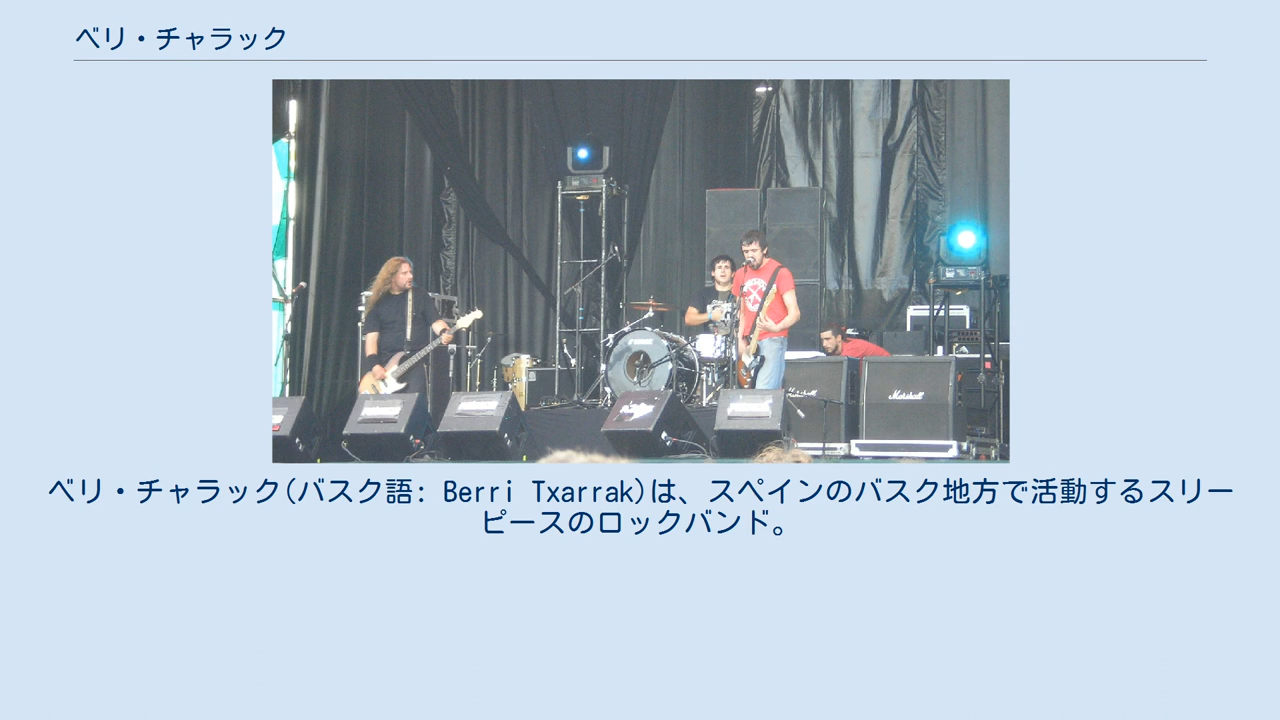 ベリ・チャラック
Marshall
ベリ・チャラック(バスク語: Berri Txarrak)は、スペインのバスク地方で活動するスリー
ピースのロックバンド。